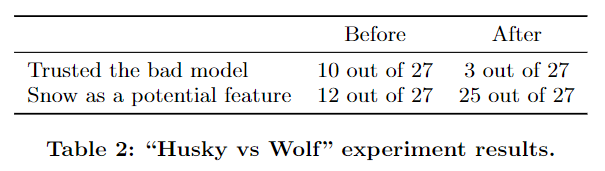 Before After
Trusted the bad model 10 out of 27 3 out of 27
Snow as a potential feature 12 out of 27 25 out of 27
Table 2: “Husky vs Wolf” experiment results.